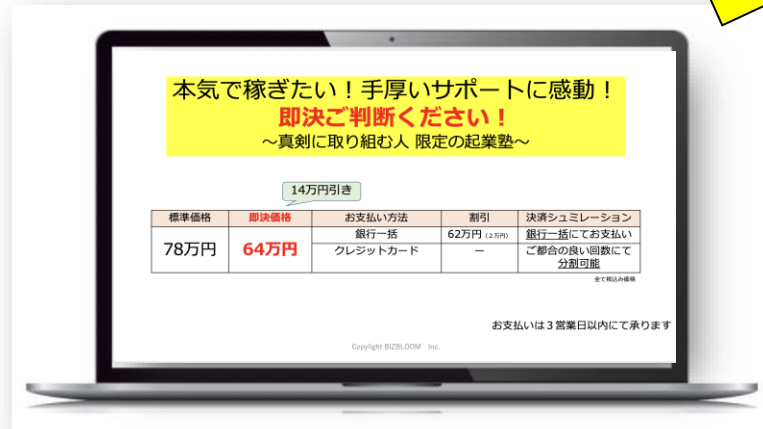 本気で稼ぎたい！手厚いサポートに感動！
即決ご判断ください！
～真剣に取り組む人 限定の起業塾～
14万円引き
標準価格 即決価格 お支払い方法 割引 決済シュミレーション
78万円 64万円 銀行一括 62万円（2万円） 銀行一括にてお支払い
クレジットカード － ご都合の良い回数にて
分割可能
全て税込み価格
お支払いは３営業日以内にて承ります
Copylight BIZBLOOM Inc.